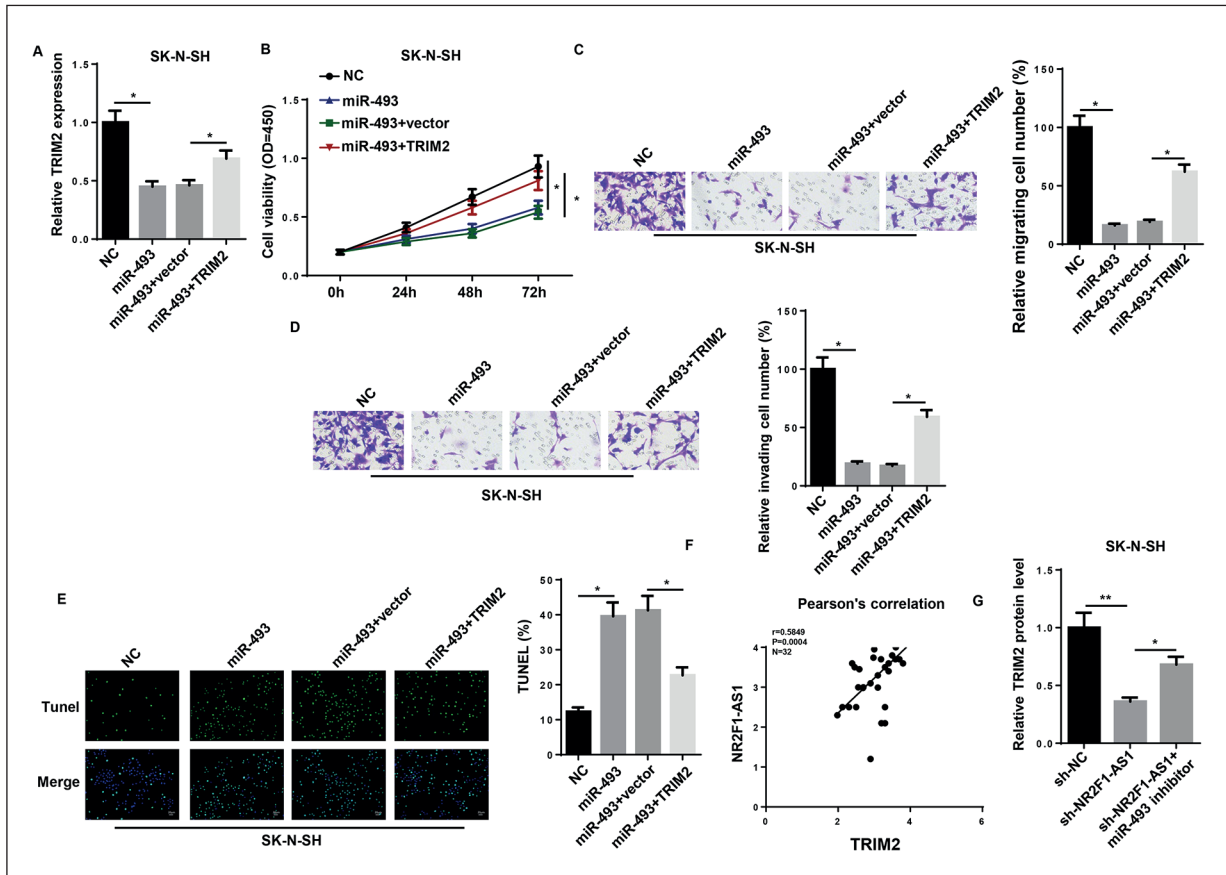 A
SK-N-SH
Relative TRIM2 expression
1.5
1.0
0.5
0.0
*
*
NC
miR-493
miR-493+vector
miR-493+TRIM2
B
SK-N-SH
NC
miR-493
miR-493+vector
miR-493+TRIM2
Cell viability (OD=450)
1.5
1.0
0.5
0.0
0h
24h
48h
72h
*
*
C
NC
miR-493
miR-493+vector
miR-493+TRIM2
SK-N-SH
Relative migrating cell number (%)
150
100
50
0
*
*
NC
miR-493
miR-493+vector
miR-493+TRIM2
D
NC
miR-493
miR-493+vector
miR-493+TRIM2
SK-N-SH
Relative invading cell number (%)
150
100
50
0
*
*
NC
miR-493
miR-493+vector
miR-493+TRIM2
E
NC
miR-493
miR-493+vector
miR-493+TRIM2
Tunel
Merge
SK-N-SH
TUNEL (%)
50
40
30
20
10
0
*
*
NC
miR-493
miR-493+vector
miR-493+TRIM2
F
Pearson's correlation
r=0.5849
P=0.0004
N=32
NR2F1-AS1
4
3
2
1
0
0
2
4
6
TRIM2
G
SK-N-SH
Relative TRIM2 protein level
1.5
1.0
0.5
0.0
**
*
sh-NC
sh-NR2F1-AS1
sh-NR2F1-AS1+
miR-493 inhibitor